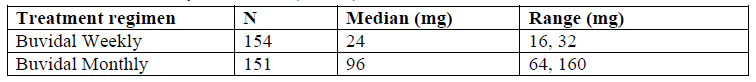 Treatment regimen N Median (mg) Range (mg)
Buvidal Weekly 154 24 16, 32
Buvidal Monthly 151 96 64, 160